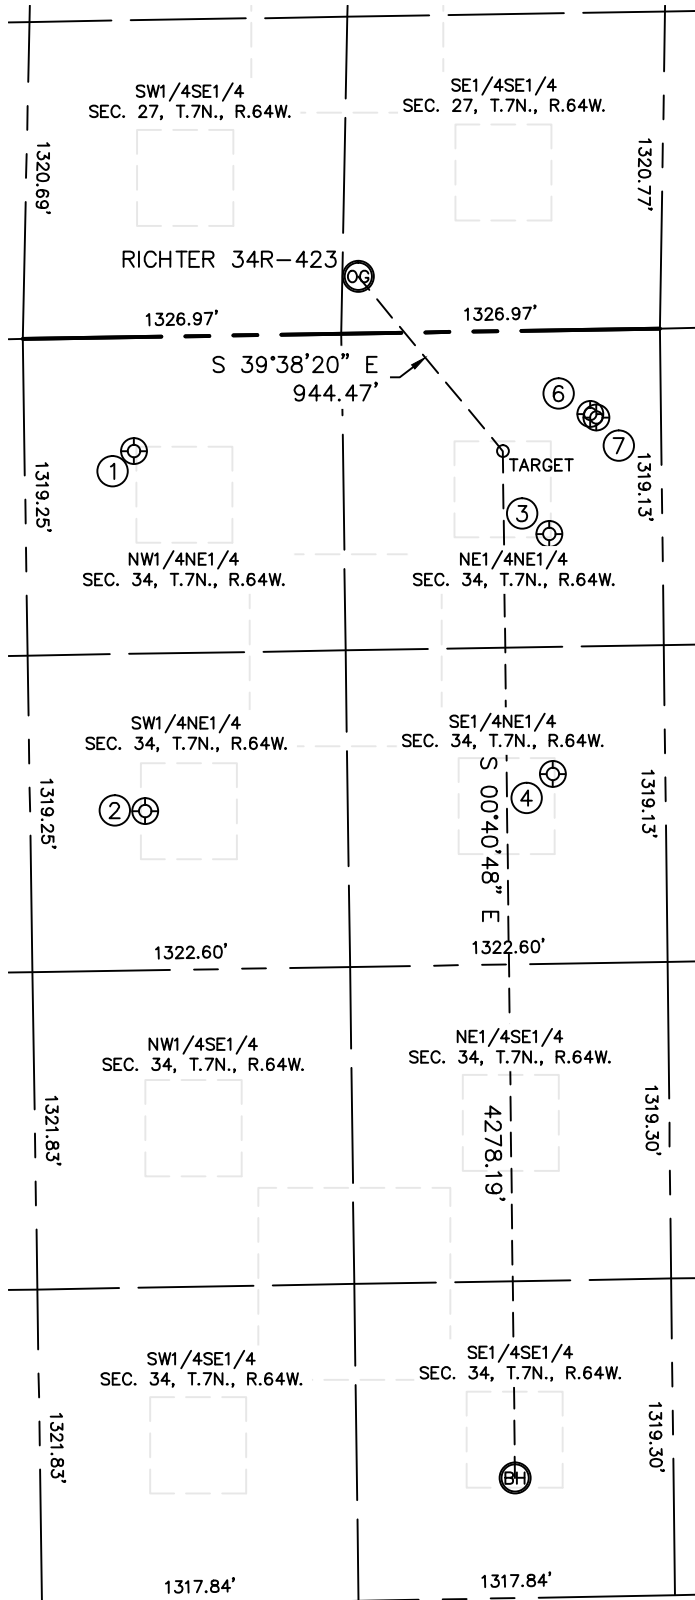 SW1/4SE1/4
SEC. 27, T.7N., R.64W.
SE1/4SE1/4
SEC. 27, T.7N., R.64W.
1320.69'
1320.77'
RICHTER 34R-423
OG
1326.97'
1326.97'
S 39°38'20" E
944.47'
6
7
1
TARGET
1319.25'
1319.13'
3
NW1/4NE1/4
SEC. 34, T.7N., R.64W.
NE1/4NE1/4
SEC. 34, T.7N., R.64W.
SW1/4NE1/4
SEC. 34, T.7N., R.64W.
SE1/4NE1/4
SEC. 34, T.7N., R.64W.
1319.25'
2
4
1319.13'
S 00°40'48" E
1322.60'
1322.60'
NW1/4SE1/4
SEC. 34, T.7N., R.64W.
NE1/4SE1/4
SEC. 34, T.7N., R.64W.
1321.83'
4278.19'
1319.30'
SW1/4SE1/4
SEC. 34, T.7N., R.64W.
SE1/4SE1/4
SEC. 34, T.7N., R.64W.
1321.83'
1319.30'
BH
1317.84'
1317.84'